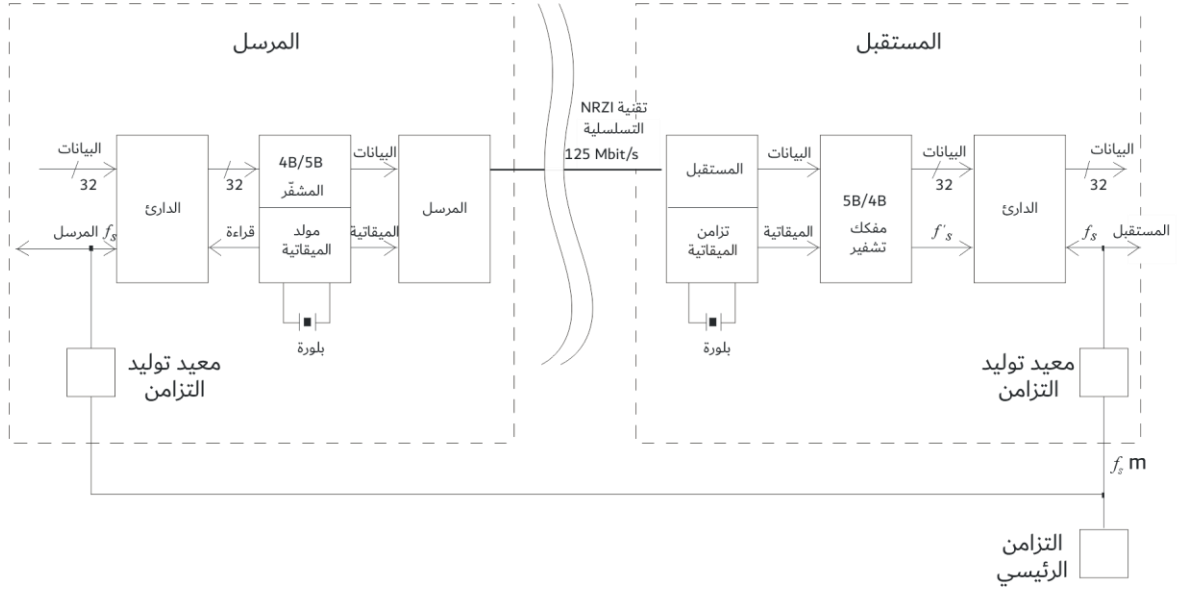 المرسل
المستقبل
تقنية NRZI
التسلسلية
125 Mbit/s
البيانات
32
الدارئ
32
4B/5B
المشفّر
البيانات
المرسل
المستقبل
البيانات
5B/4B
مفكك
تشفير
البيانات
32
الدارئ
البيانات
32
المرسل fs
قراءة
مولد
الميقاتية
الميقاتية
تزامن
الميقاتية
الميقاتية
f's
fs المستقبل
بلورة
بلورة
معيد توليد
التزامن
معيد توليد
التزامن
fs m
التزامن
الرئيسي